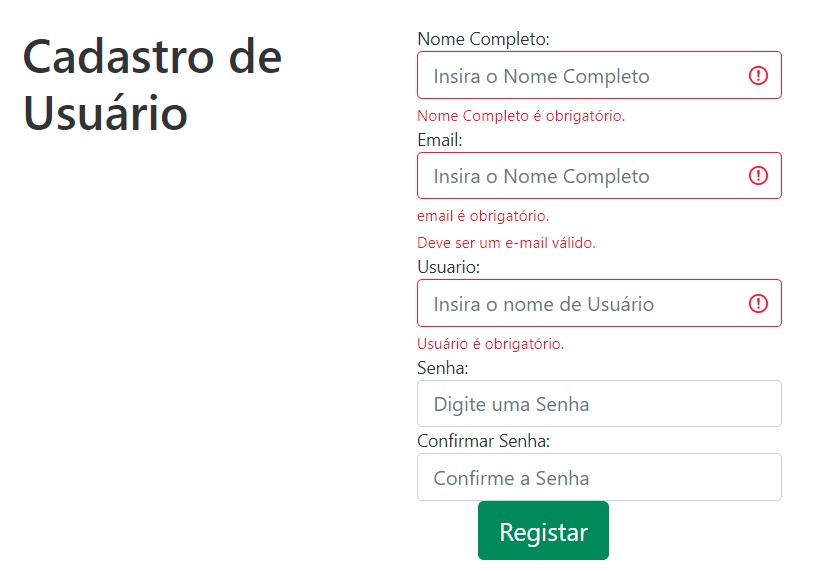 Cadastro de
Usuário
Nome Completo:
Insira o Nome Completo
Nome Completo é obrigatório.
Email:
Insira o Nome Completo
email é obrigatório.
Deve ser um e-mail válido.
Usuario:
Insira o nome de Usuário
Usuário é obrigatório.
Senha:
Digite uma Senha
Confirmar Senha:
Confirme a Senha
Registar